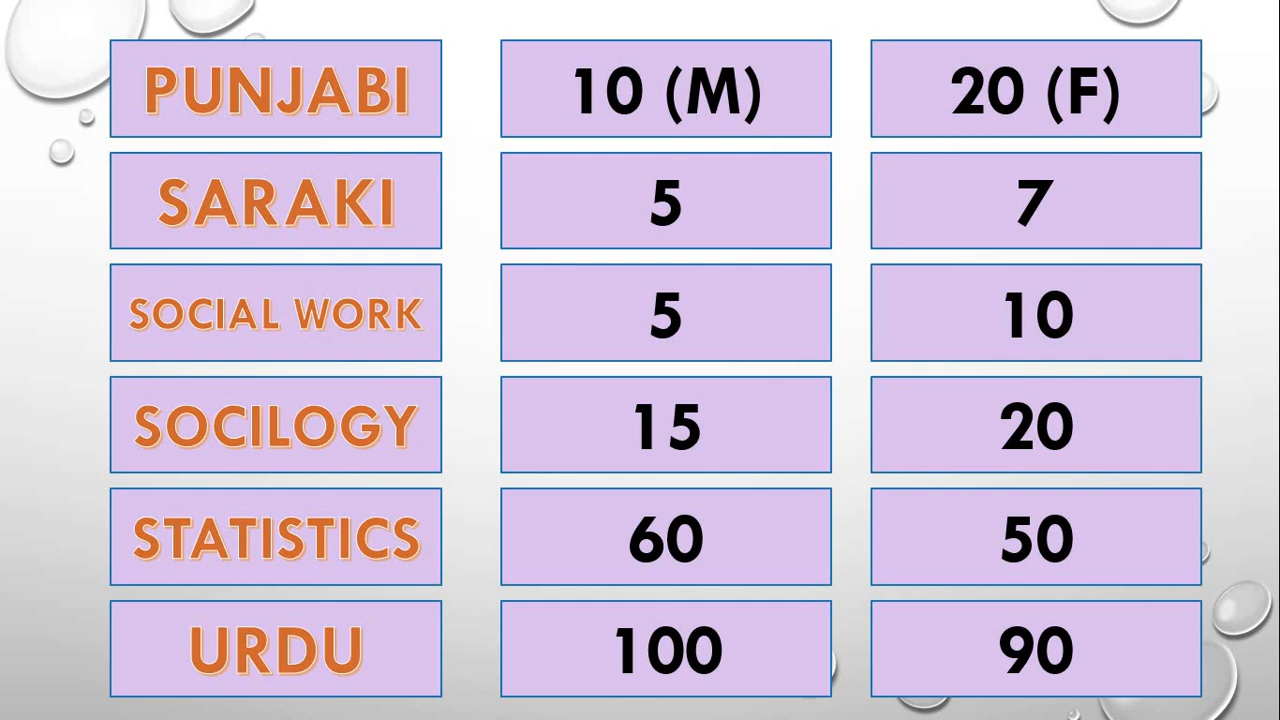 PUNJABI 10 (M) 20 (F)
SARAKI 5 7
SOCIAL WORK 5 10
SOCILOGY 15 20
STATISTICS 60 50
URDU 100 90